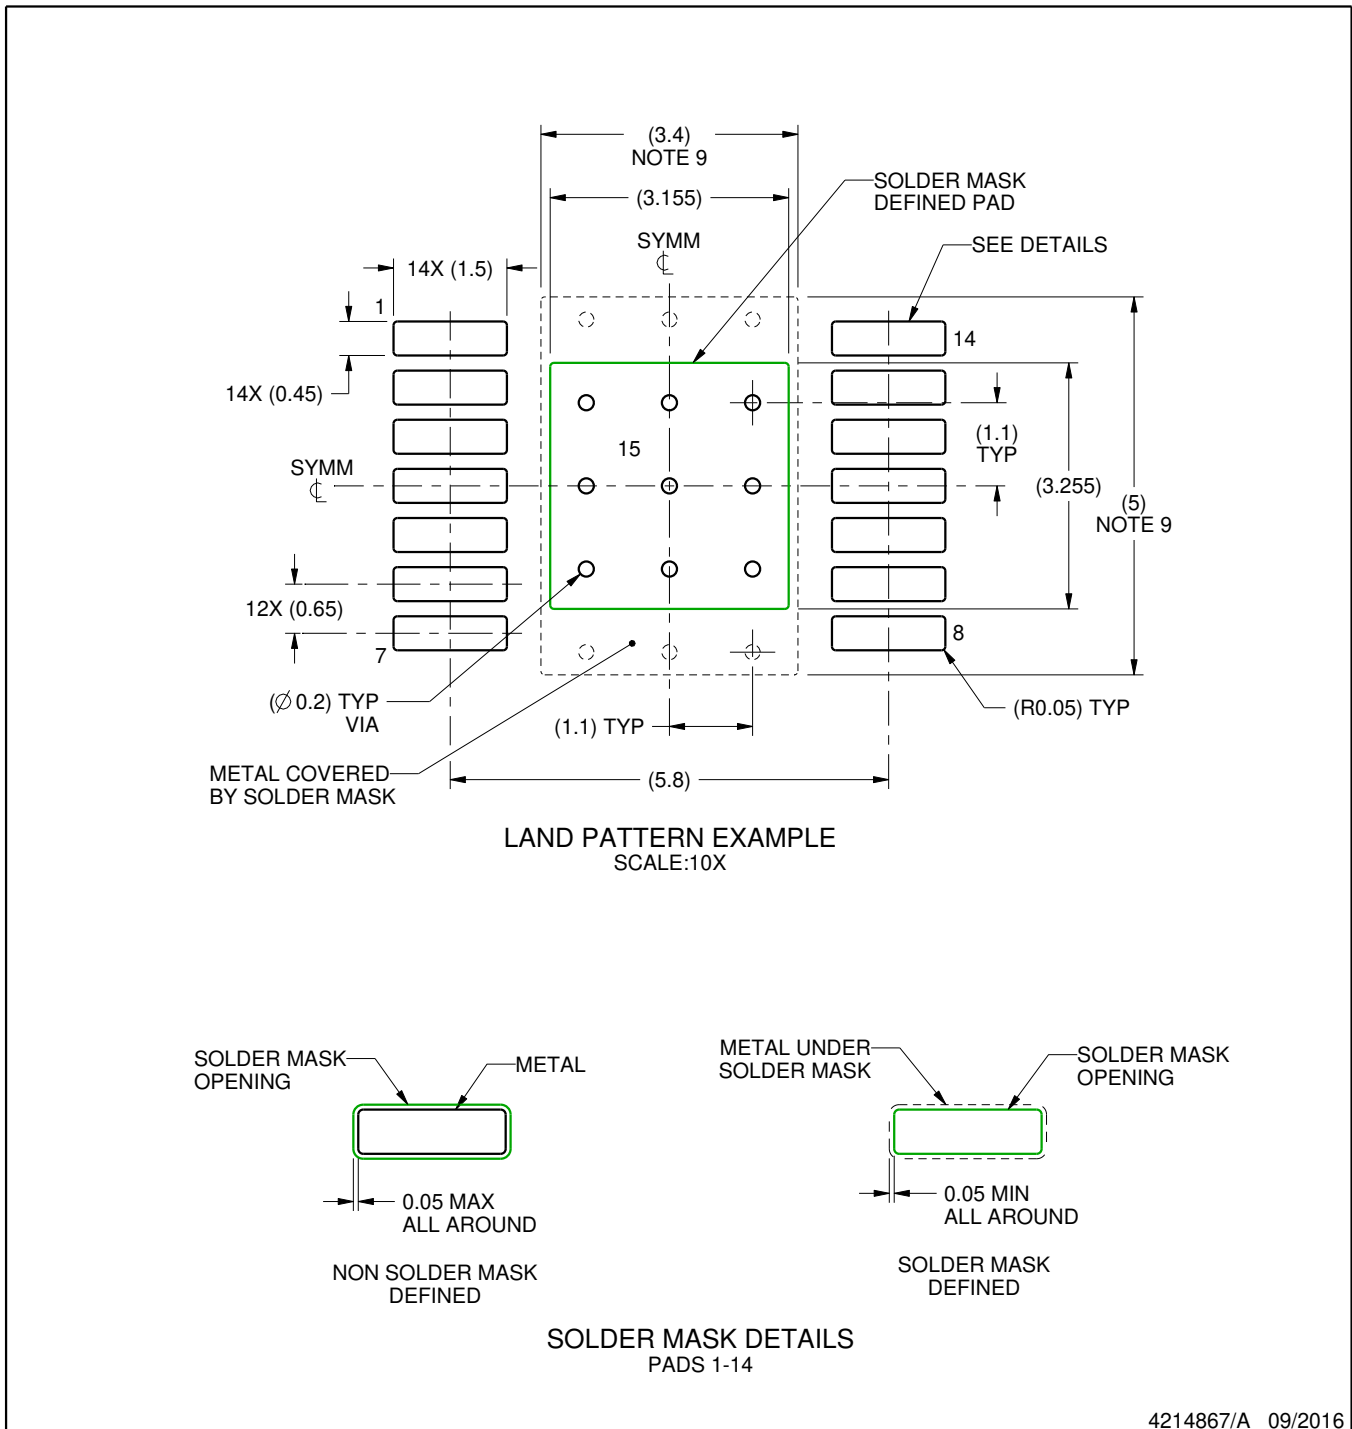 (3.4)
NOTE 9
(3.155)
SOLDER MASK
DEFINED PAD
SYMM
℄
SEE DETAILS
14X (1.5)
1
14
14X (0.45)
(1.1)
TYP
15
SYMM
℄
(3.255)
(5)
NOTE 9
12X (0.65)
7
8
(∅ 0.2) TYP
VIA
(R0.05) TYP
(1.1) TYP
METAL COVERED
BY SOLDER MASK
(5.8)
LAND PATTERN EXAMPLE
SCALE:10X
SOLDER MASK
OPENING
METAL
0.05 MAX
ALL AROUND
NON SOLDER MASK
DEFINED
METAL UNDER
SOLDER MASK
SOLDER MASK
OPENING
0.05 MIN
ALL AROUND
SOLDER MASK
DEFINED
SOLDER MASK DETAILS
PADS 1-14
4214867/A 09/2016